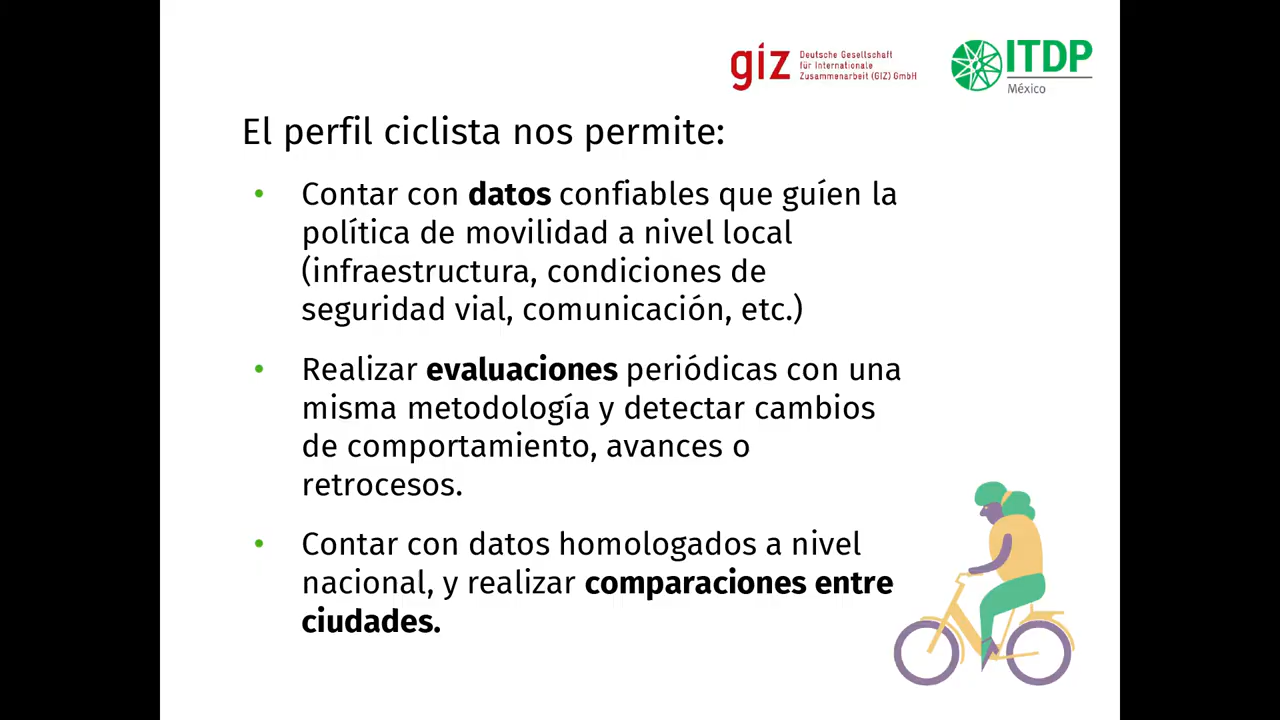 giz Deutsche Gesellschaft
für Internationale
Zusammenarbeit (GIZ) GmbH
ITDP
México
El perfil ciclista nos permite:
• Contar con datos confiables que guíen la
política de movilidad a nivel local
(infraestructura, condiciones de
seguridad vial, comunicación, etc.)
• Realizar evaluaciones periódicas con una
misma metodología y detectar cambios
de comportamiento, avances o
retrocesos.
• Contar con datos homologados a nivel
nacional, y realizar comparaciones entre
ciudades.